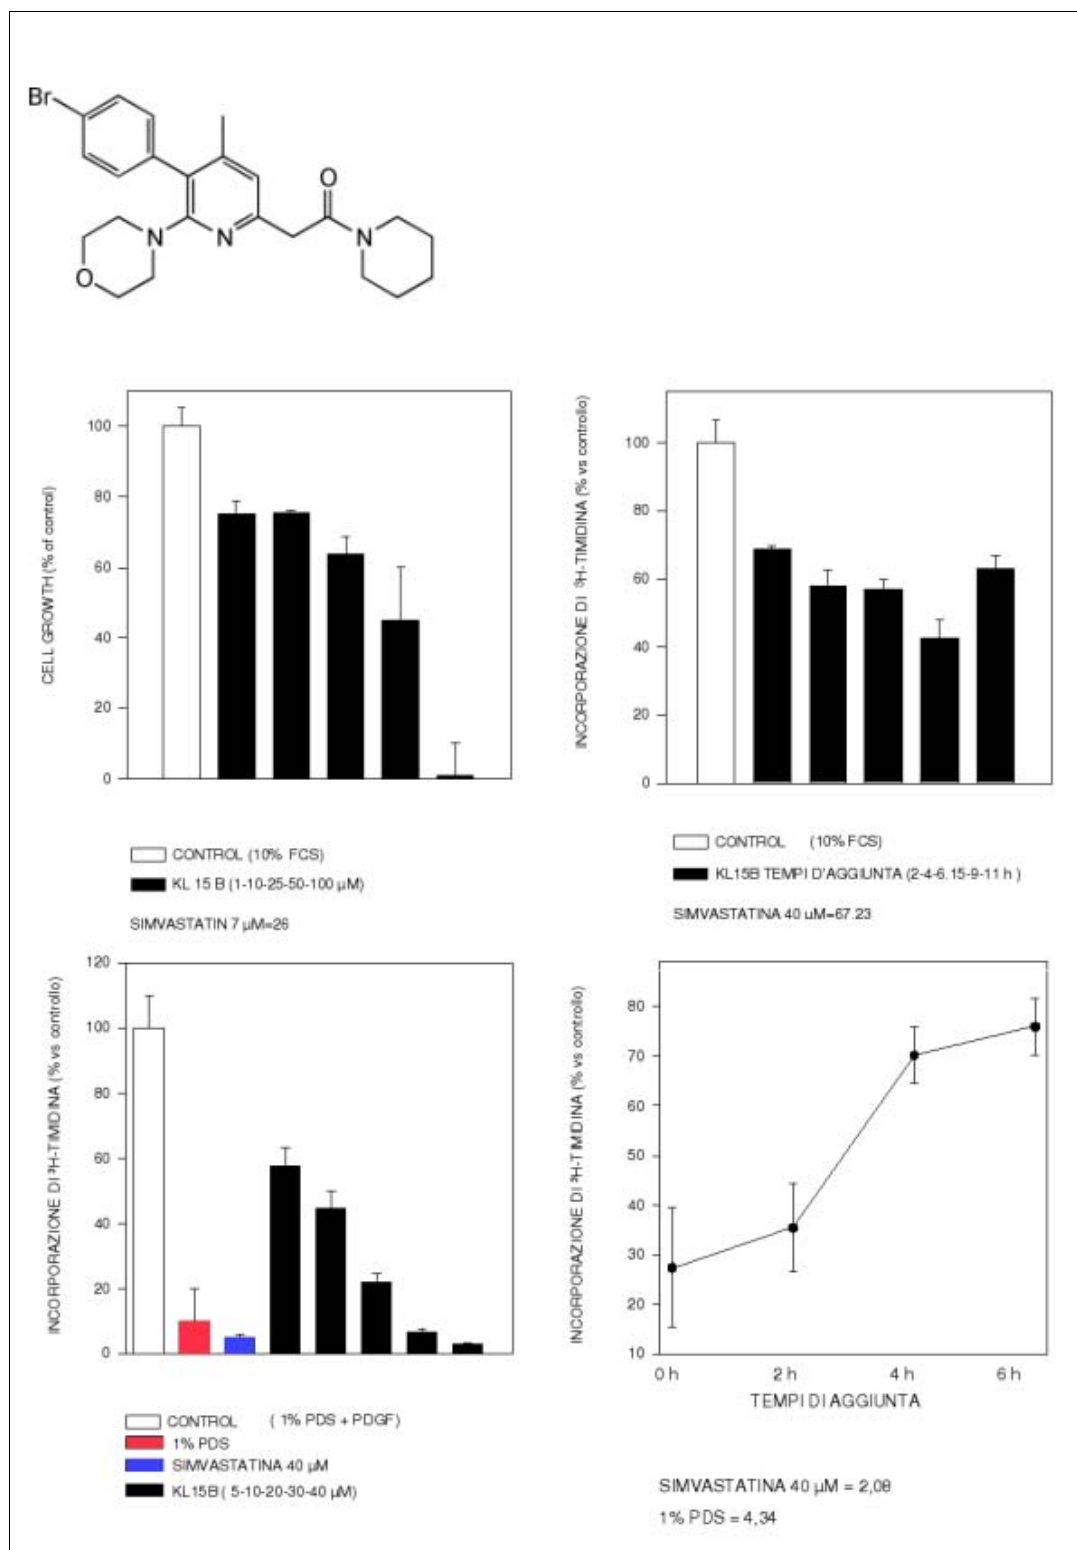 Br
O
N
N
N
O
CELL GROWTH (% of control)
100
80
60
40
20
0
CONTROL (10% FCS)
KL 15 B (1-10-25-50-100 µM)
SIMVASTATIN 7 µM=26
INCORPORAZIONE DI ³H-TIMIDINA (% vs controllo)
100
80
60
40
20
0
CONTROL (10% FCS)
KL15B TEMPI D'AGGIUNTA (2-4-6.15-9-11 h )
SIMVASTATINA 40 uM=67.23
INCORPORAZIONE DI ³H-TIMIDINA (% vs controllo)
120
100
80
60
40
20
0
CONTROL ( 1% PDS + PDGF)
1% PDS
SIMVASTATINA 40 µM
KL15B ( 5-10-20-30-40 µM)
INCORPORAZIONE DI ³H-TIMIDINA (% vs controllo)
80
70
60
50
40
30
20
10
0 h 2 h 4 h 6 h
TEMPI DI AGGIUNTA
SIMVASTATINA 40 µM = 2,08
1% PDS = 4,34